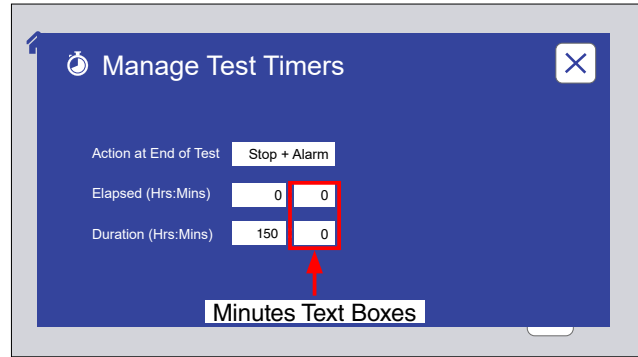 Manage Test Timers
Action at End of Test Stop + Alarm
Elapsed (Hrs:Mins) 0 0
Duration (Hrs:Mins) 150 0
Minutes Text Boxes